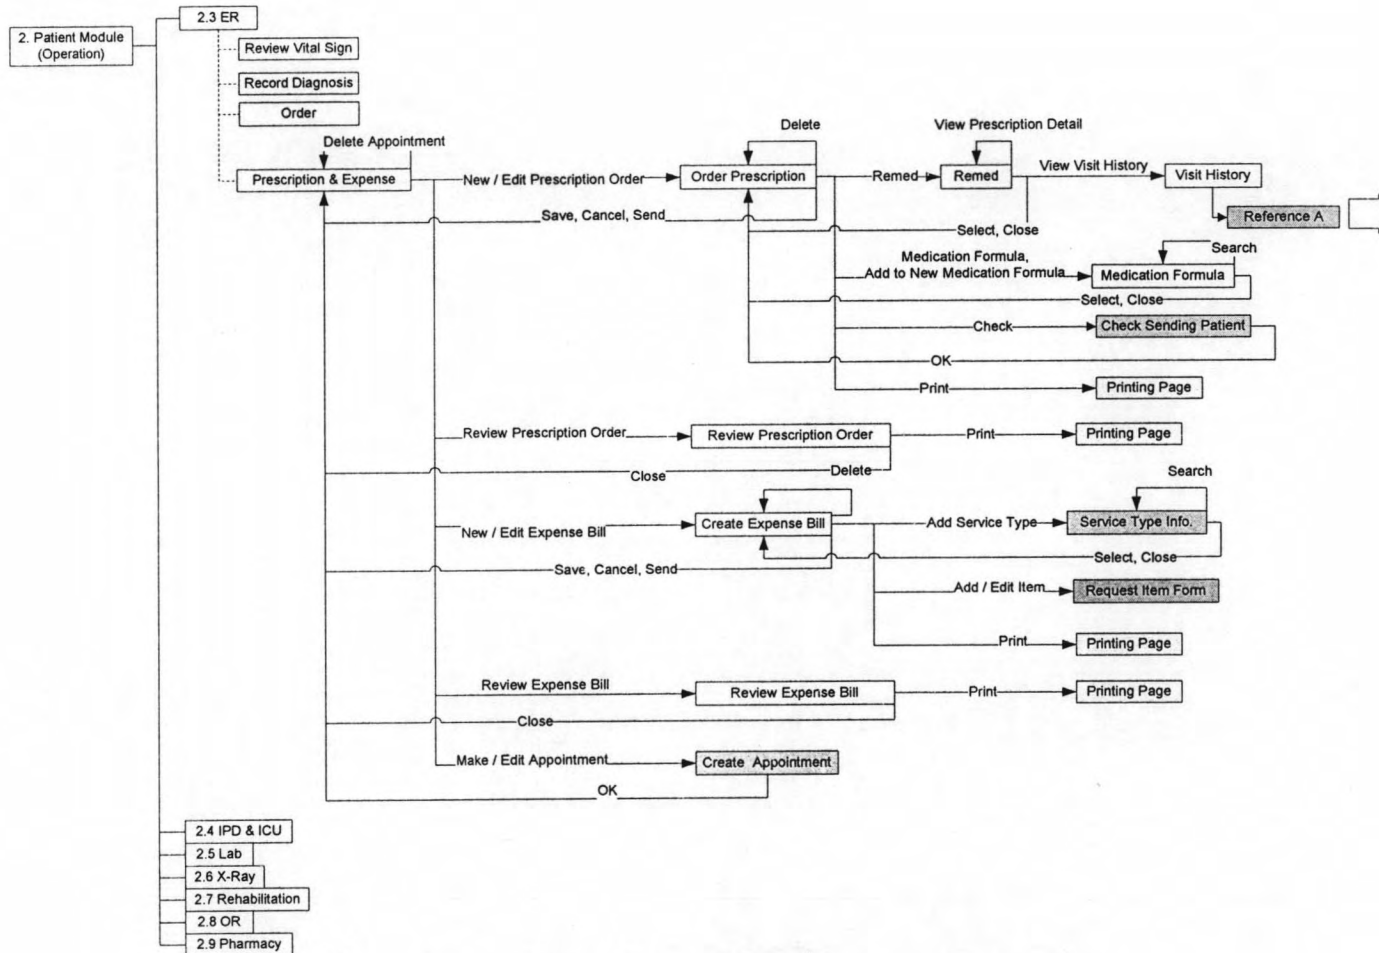 2.3 ER
2. Patient Module
(Operation)
Review Vital Sign
Record Diagnosis
Order
Delete Appointment
Prescription & Expense
New / Edit Prescription Order
Delete
Order Prescription
Remed
View Prescription Detail
Remed
View Visit History
Visit History
Save, Cancel, Send
Reference A
Select, Close
Medication Formula,
Add to New Medication Formula
Search
Medication Formula
Select, Close
Check
Check Sending Patient
OK
Print
Printing Page
Review Prescription Order
Review Prescription Order
Print
Printing Page
Close
Delete
Search
New / Edit Expense Bill
Create Expense Bill
Add Service Type
Service Type Info.
Select, Close
Save, Cancel, Send
Add / Edit Item
Request Item Form
Print
Printing Page
Review Expense Bill
Review Expense Bill
Print
Printing Page
Close
Make / Edit Appointment
Create Appointment
OK
2.4 IPD & ICU
2.5 Lab
2.6 X-Ray
2.7 Rehabilitation
2.8 OR
2.9 Pharmacy